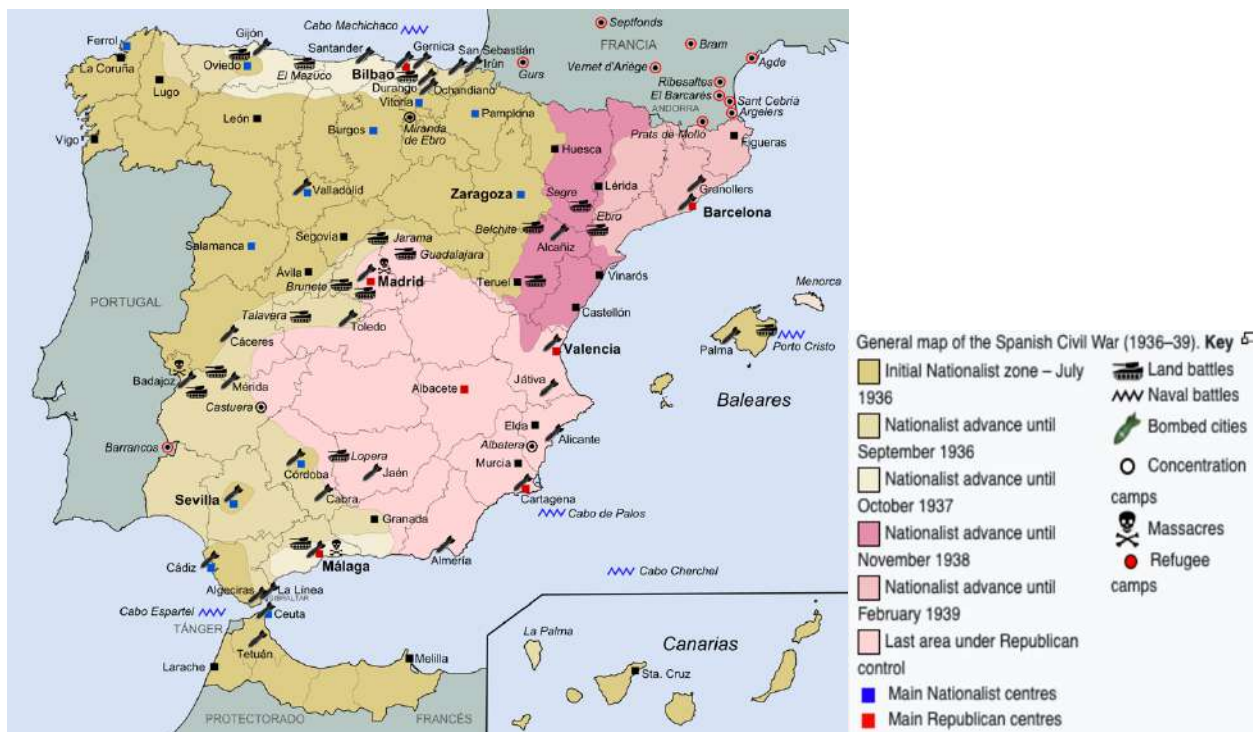 Cabo Machichaco
Septfonds
FRANCIA
Bram
Agde
Vernet d'Ariège
Gurs
Ribesaltes
El Barcarès
Sant Cebrià
Argelers
ANDORRA
Prats de Molló
Figueras
Ferrol
La Coruña
Gijón
Oviedo
El Mazuco
Santander
Gernica
Bilbao
San Sebastián
Irún
Durango
Ochandiano
Vitoria
Lugo
León
Burgos
Miranda
de Ebro
Pamplona
Vigo
Huesca
Valladolid
Zaragoza
Segre
Lérida
Granollers
Barcelona
Ebro
Belchite
Alcañiz
Salamanca
Segovia
Jarama
Guadalajara
Ávila
Brunete
Madrid
Teruel
Vinarós
Castellón
Menorca
PORTUGAL
Talavera
Toledo
Cáceres
Valencia
Palma
Porto Cristo
Badajoz
Mérida
Castuera
Albacete
Játiva
Baleares
Barrancos
Elda
Albatera
Alicante
Murcia
Lopera
Córdoba
Jaén
Sevilla
Cabra
Cartagena
Cabo de Palos
Granada
Cádiz
Málaga
Almería
Algeciras
La Línea
GIBRALTAR
Cabo Cherchel
Cabo Espartel
Ceuta
TÁNGER
Tetuán
Larache
Melilla
PROTECTORADO
FRANCÉS
La Palma
Canarias
Sta. Cruz
General map of the Spanish Civil War (1936–39). Key
Initial Nationalist zone – July
1936
Nationalist advance until
September 1936
Nationalist advance until
October 1937
Nationalist advance until
November 1938
Nationalist advance until
February 1939
Last area under Republican
control
Main Nationalist centres
Main Republican centres
Land battles
Naval battles
Bombed cities
Concentration
camps
Massacres
Refugee
camps